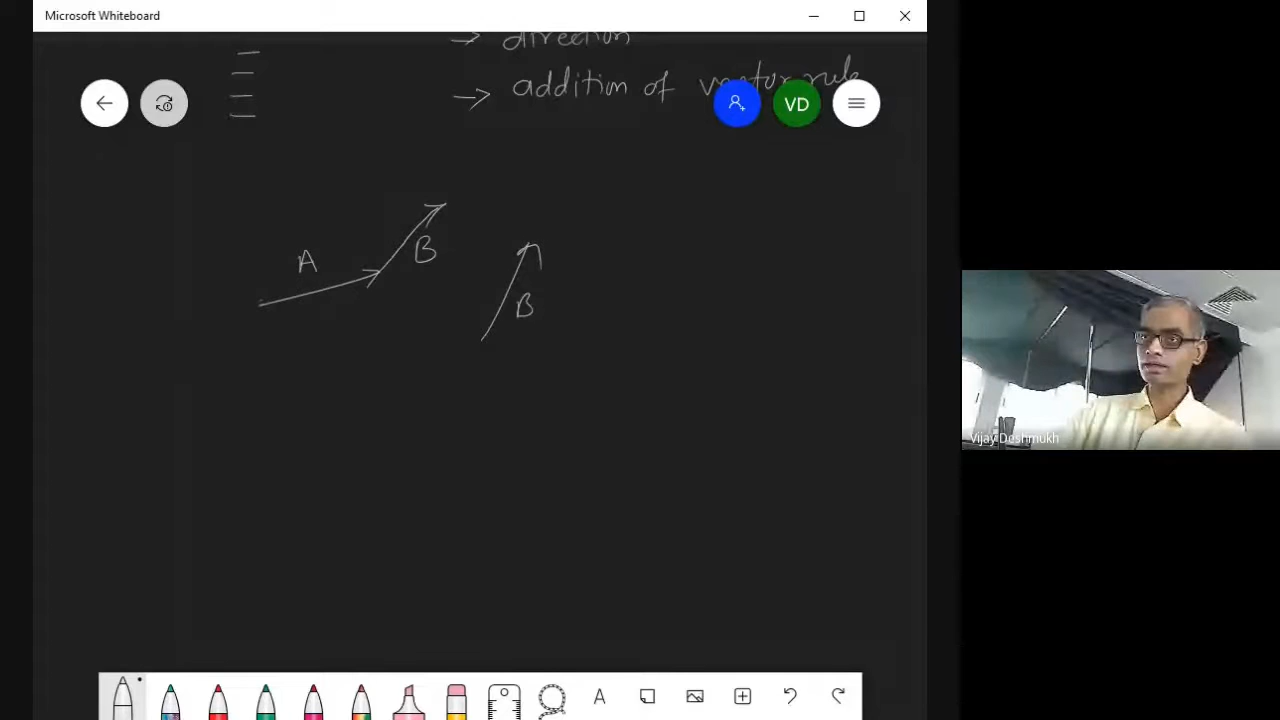 Microsoft Whiteboard
→ direction
→ addition of vector rule
VD
A
B
B
Vijay Deshmukh
A